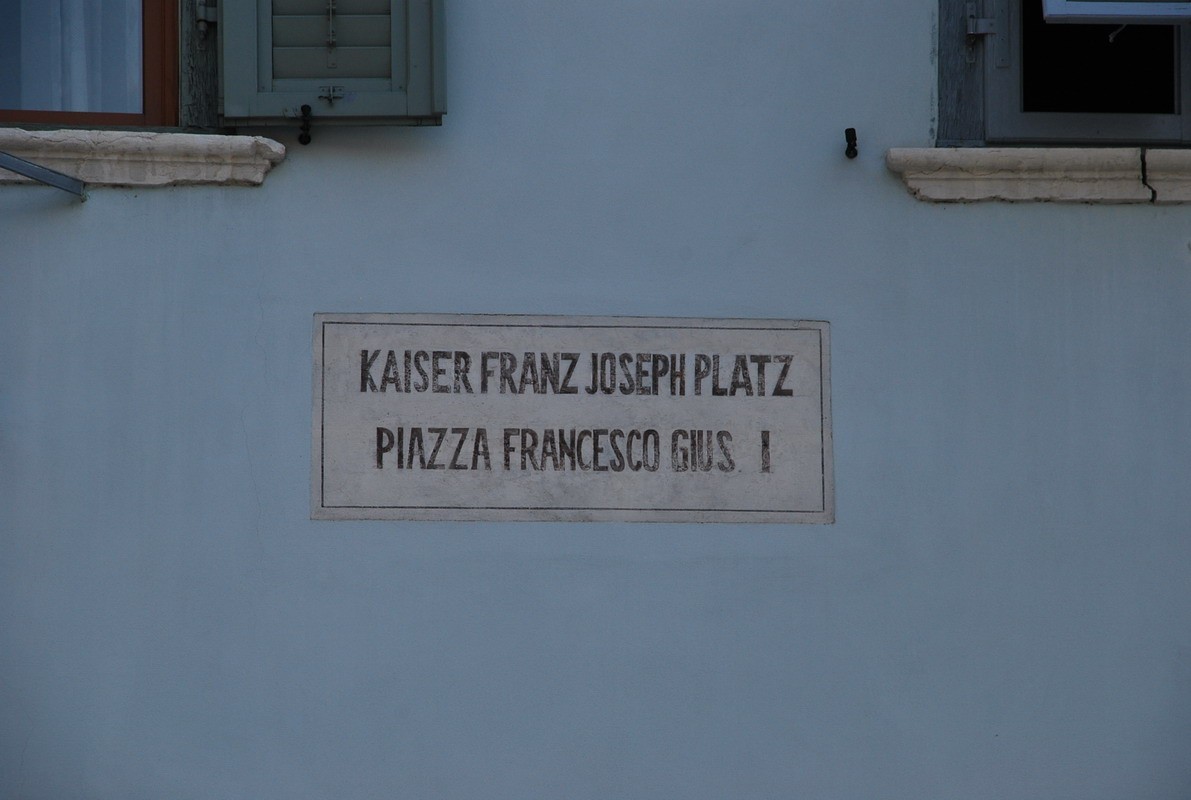 KAISER FRANZ JOSEPH PLATZ
PIAZZA FRANCESCO GIUS. I